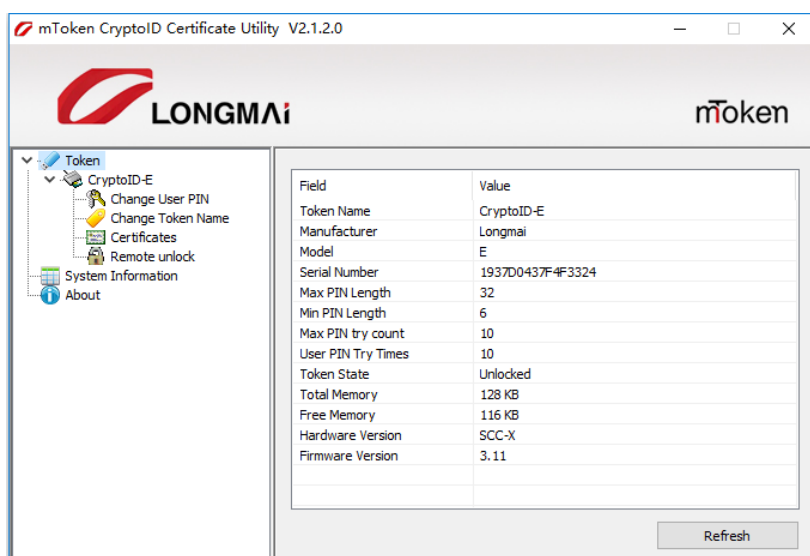 mToken CryptoID Certificate Utility V2.1.2.0
LONGMAi
mToken
Token
CryptoID-E
Change User PIN
Change Token Name
Certificates
Remote unlock
System Information
About
Field Value
Token Name CryptoID-E
Manufacturer Longmai
Model E
Serial Number 1937D0437F4F3324
Max PIN Length 32
Min PIN Length 6
Max PIN try count 10
User PIN Try Times 10
Token State Unlocked
Total Memory 128 KB
Free Memory 116 KB
Hardware Version SCC-X
Firmware Version 3.11
Refresh